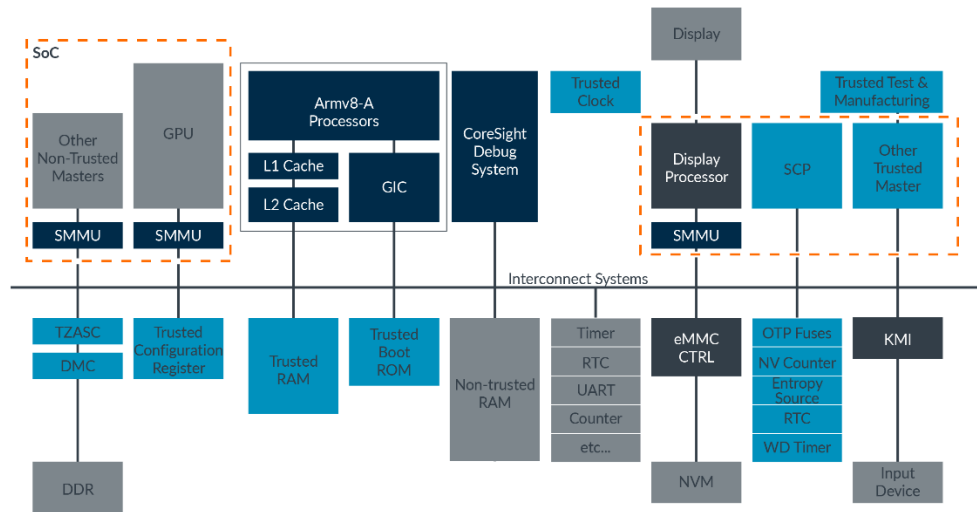 Display
SoC
Armv8-A
Processors
Trusted
Clock
Trusted Test &
Manufacturing
Other
Non-Trusted
Masters
GPU
L1 Cache
L2 Cache
GIC
CoreSight
Debug
System
Display
Processor
SCP
Other
Trusted
Master
SMMU
SMMU
SMMU
Interconnect Systems
TZASC
DMC
Trusted
Configuration
Register
Trusted
RAM
Trusted
Boot
ROM
Non-trusted
RAM
Timer
RTC
UART
Counter
etc...
eMMC
CTRL
OTP Fuses
NV Counter
Entropy
Source
RTC
WD Timer
KMI
DDR
NVM
Input
Device